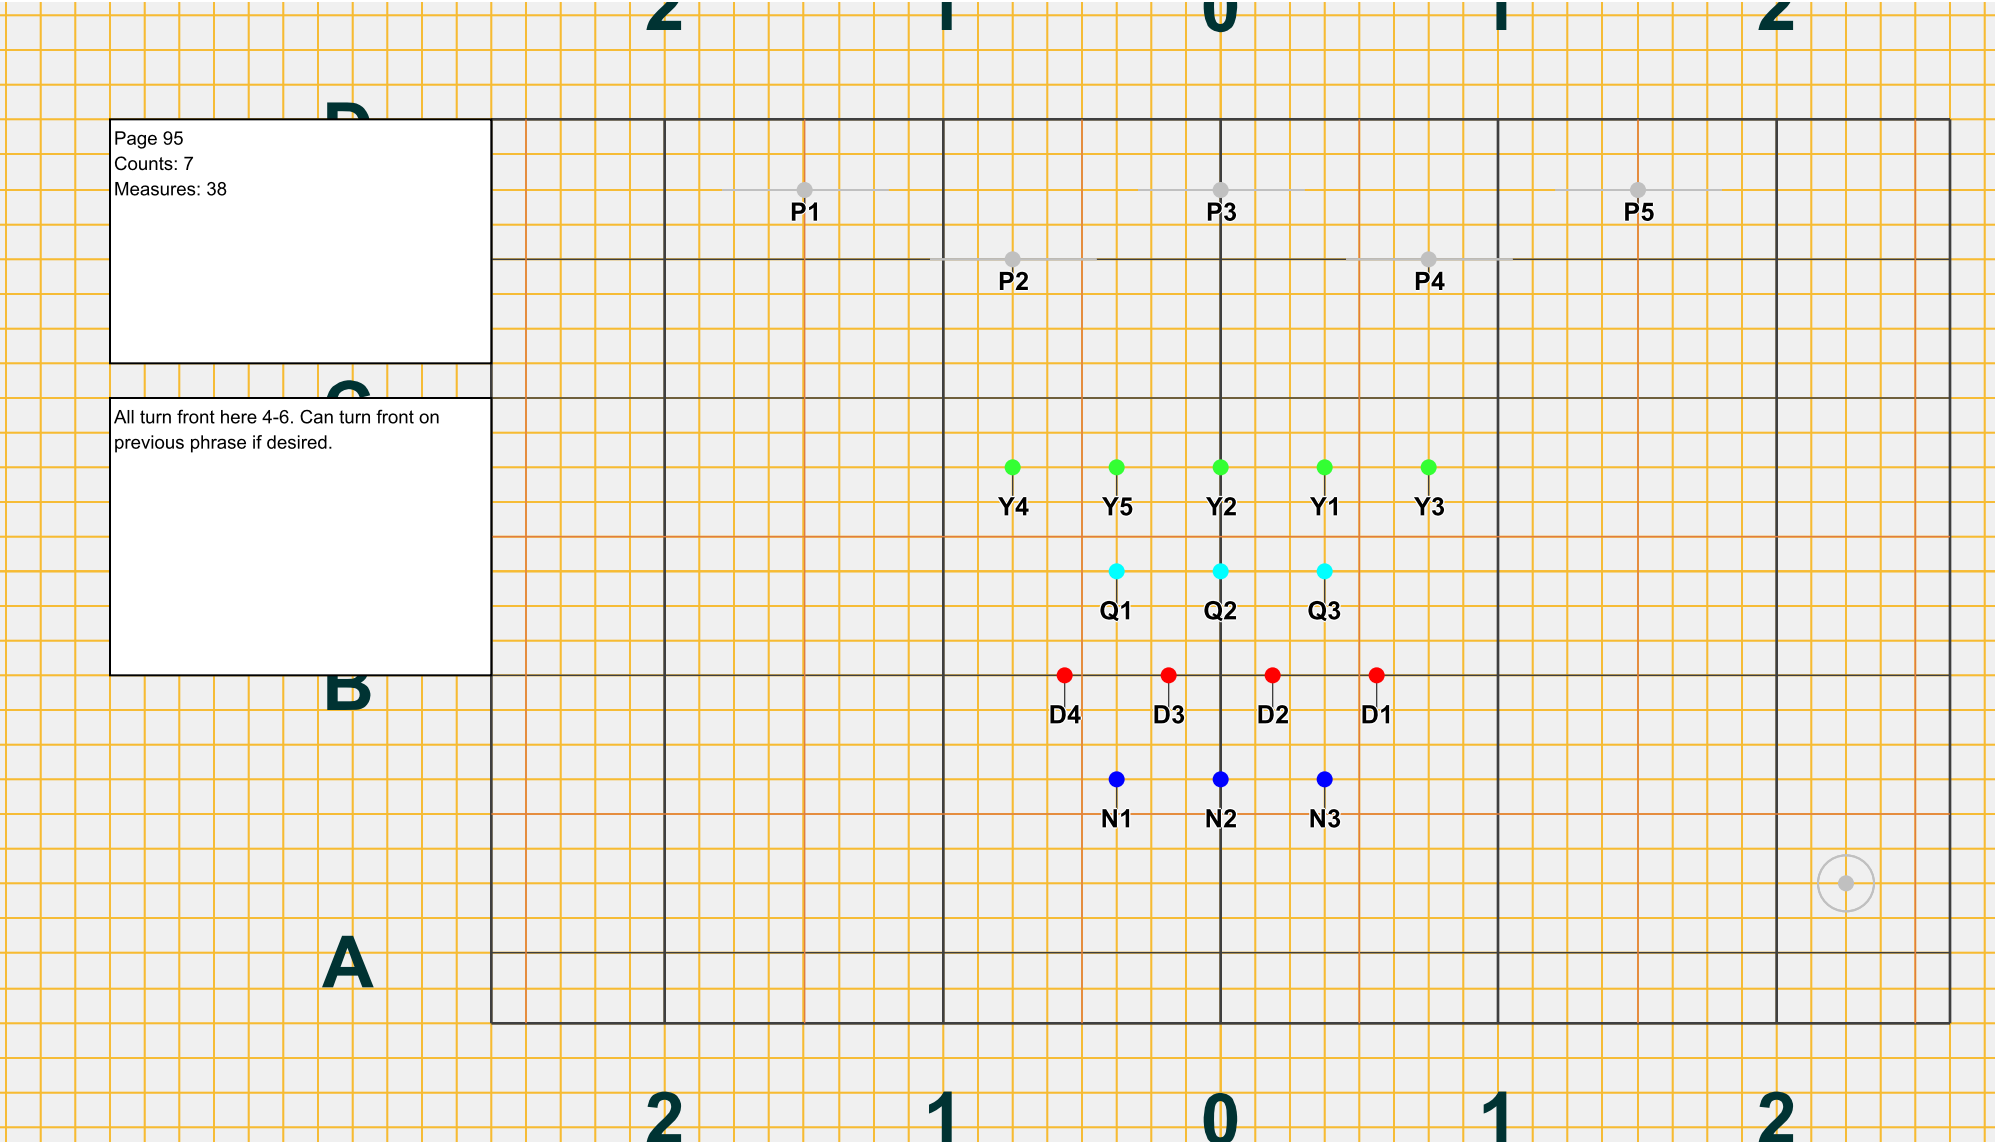 2 1 0 1 2
D
Page 95
Counts: 7
Measures: 38
P1 P3 P5
P2 P4
C
All turn front here 4-6. Can turn front on
previous phrase if desired.
Y4 Y5 Y2 Y1 Y3
Q1 Q2 Q3
B
D4 D3 D2 D1
N1 N2 N3
A
2 1 0 1 2